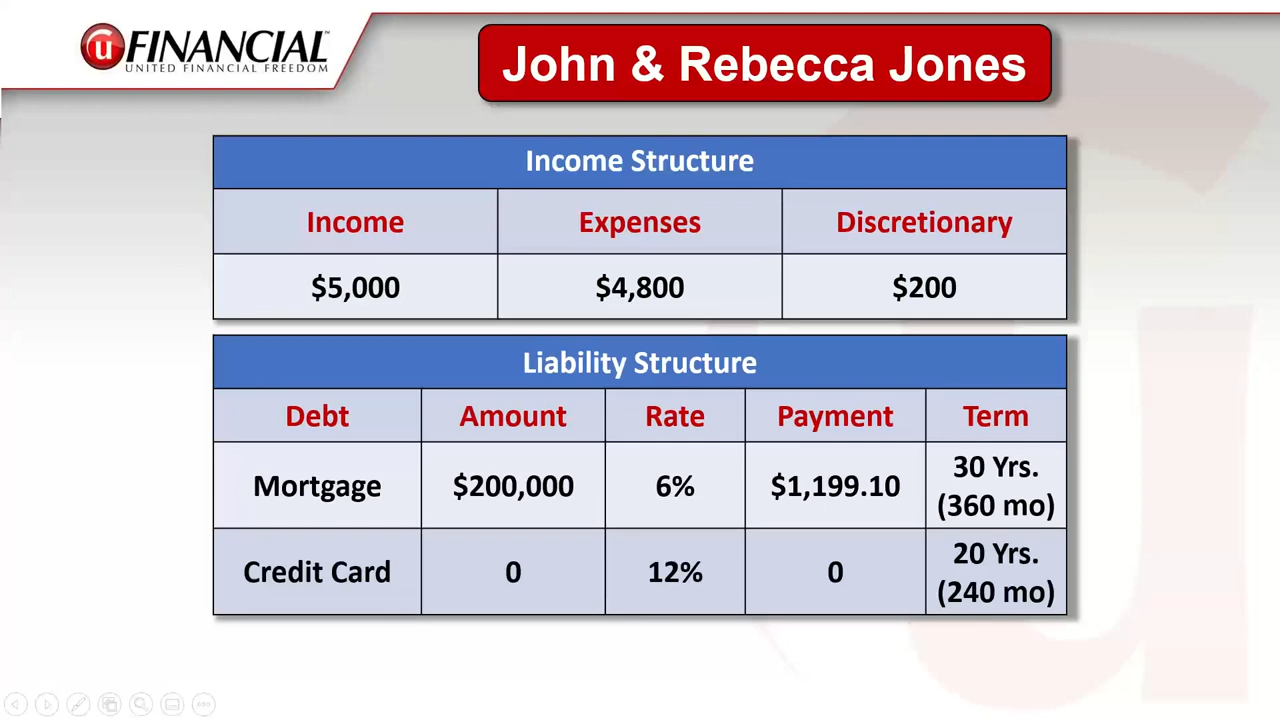 uFINANCIAL™
UNITED FINANCIAL FREEDOM
John & Rebecca Jones
Income Structure
Income Expenses Discretionary
$5,000 $4,800 $200
Liability Structure
Debt Amount Rate Payment Term
Mortgage $200,000 6% $1,199.10 30 Yrs. (360 mo)
Credit Card 0 12% 0 20 Yrs. (240 mo)